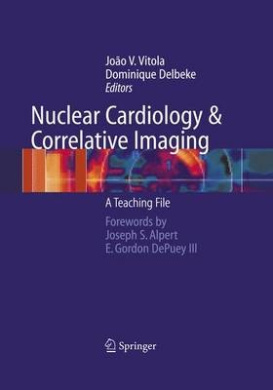 João V. Vitola
Dominique Delbeke
Editors
Nuclear Cardiology &
Correlative Imaging
A Teaching File
Forewords by
Joseph S. Alpert
E. Gordon DePuey III
Springer